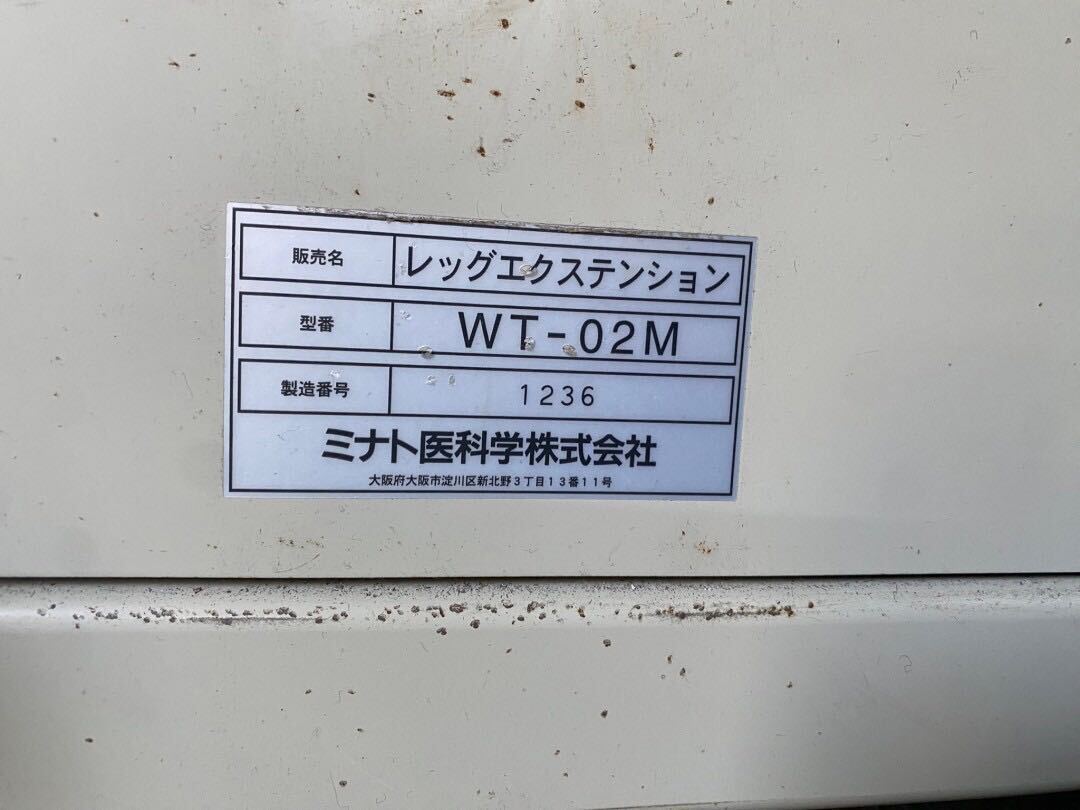 販売名 レッグエクステンション
型番 WT-02M
製造番号 1236
ミナト医科学株式会社
大阪府大阪市淀川区新北野3丁目13番11号